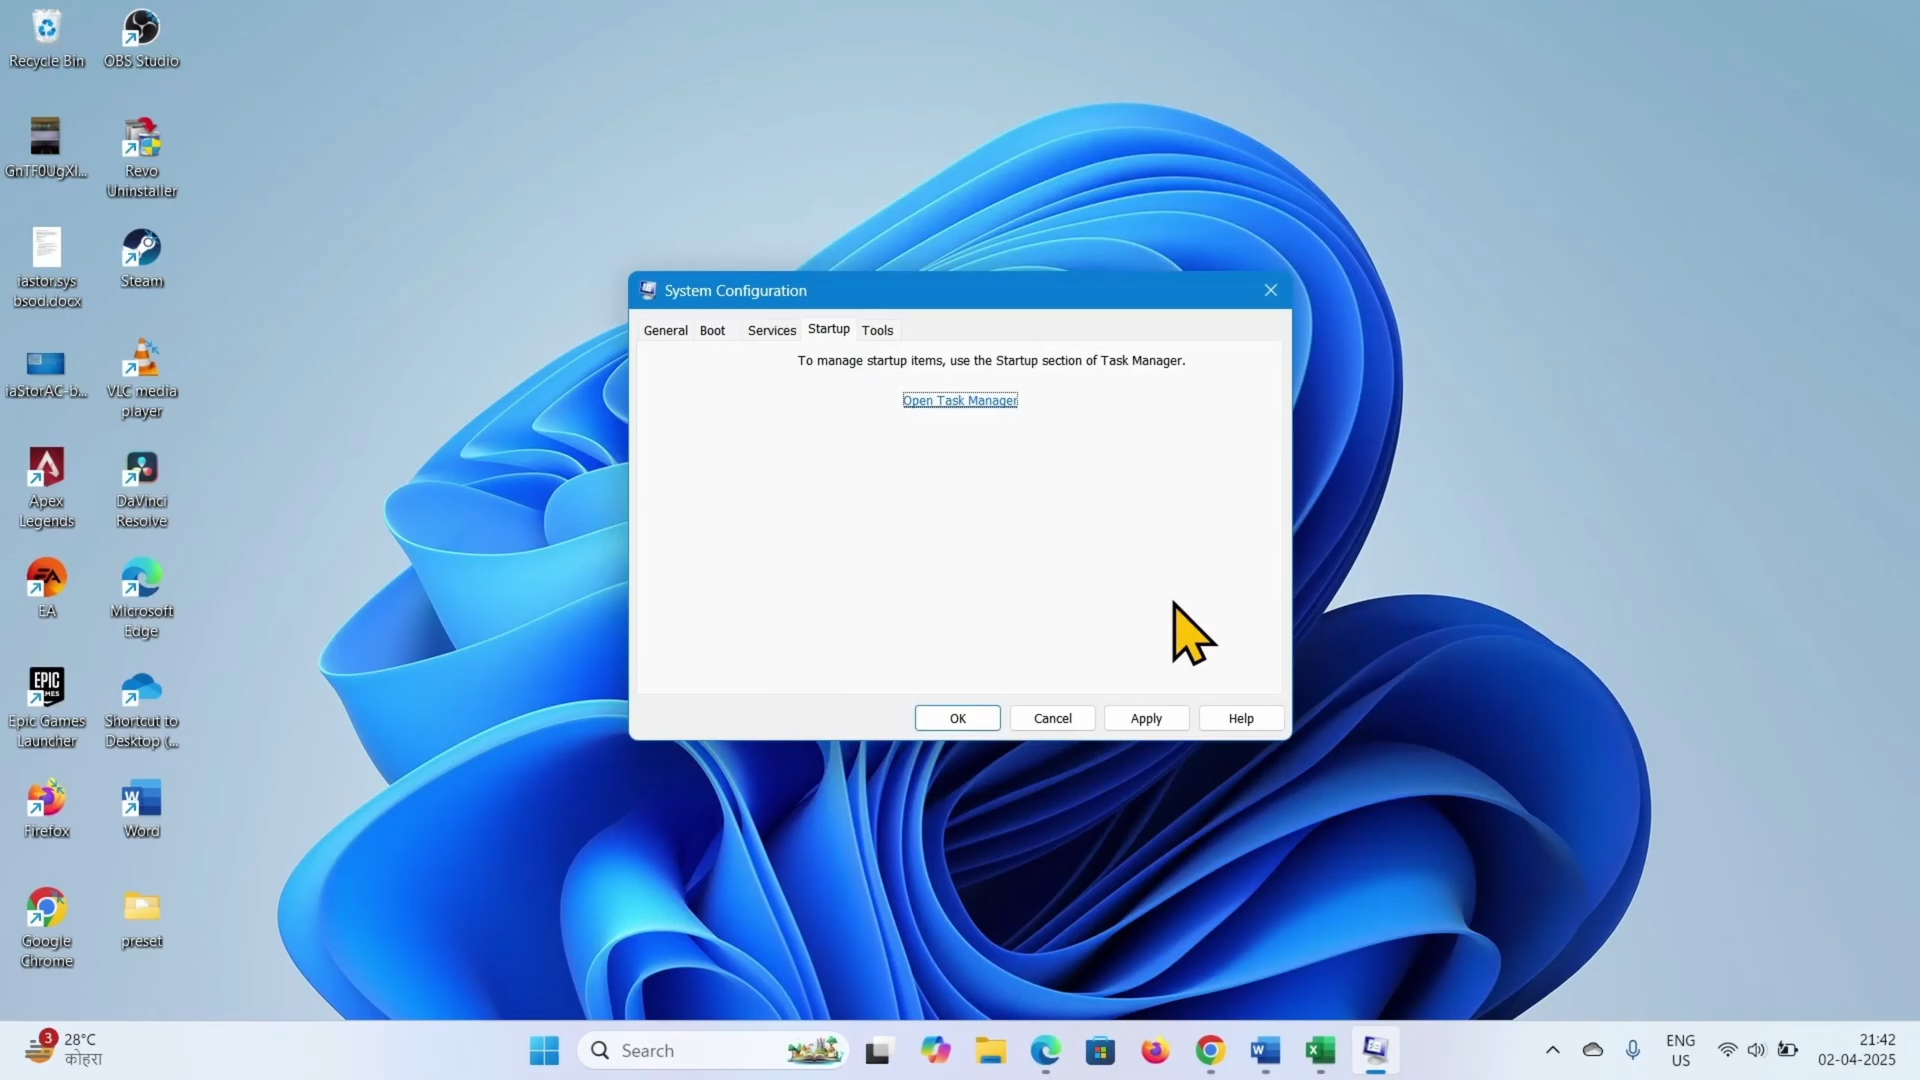 Recycle Bin
OBS Studio
GnTF0UgXI...
Revo
Uninstaller
iastor.sys
bsod.docx
Steam
iaStorAC-b...
VLC media
player
Apex
Legends
DaVinci
Resolve
EA
Microsoft
Edge
EPIC
GAMES
Epic Games
Launcher
Shortcut to
Desktop (...
Firefox
Word
Google
Chrome
preset
System Configuration
General Boot Services Startup Tools
To manage startup items, use the Startup section of Task Manager.
Open Task Manager
OK Cancel Apply Help
3
28°C
कोहरा
Search
ENG
US
21:42
02-04-2025